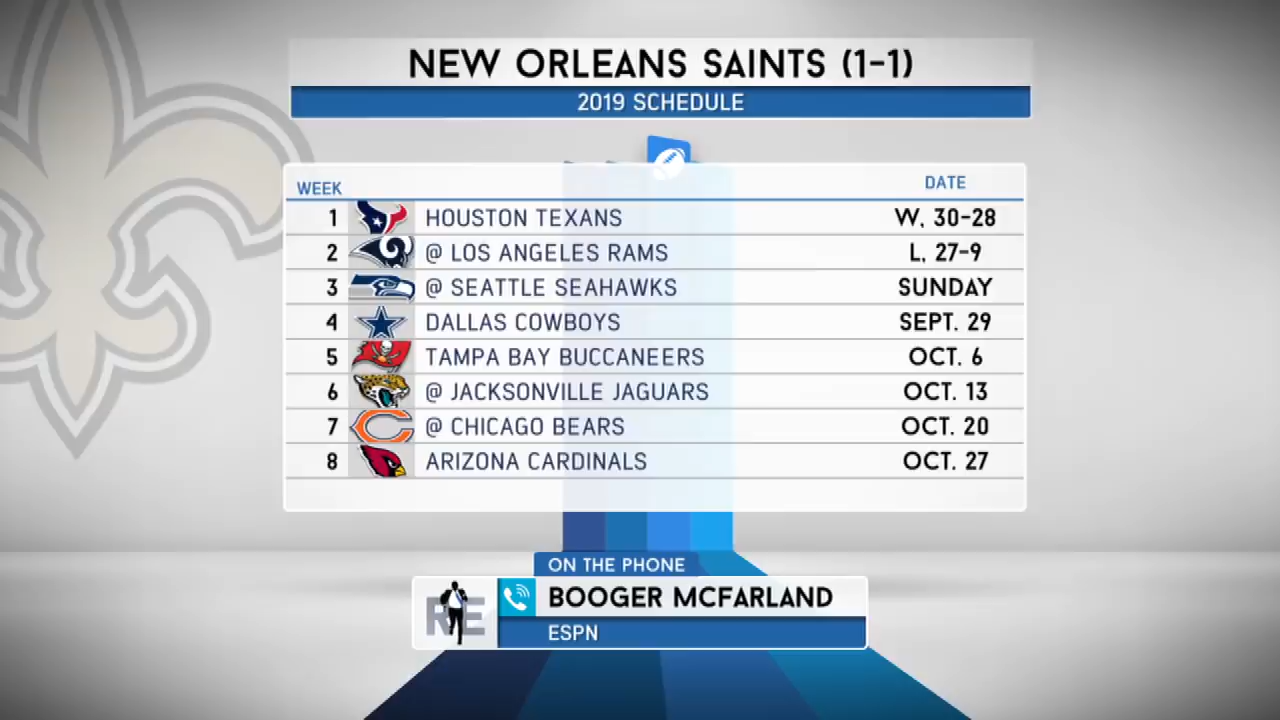 NEW ORLEANS SAINTS (1-1)
2019 SCHEDULE
WEEK DATE
1 HOUSTON TEXANS W, 30-28
2 @ LOS ANGELES RAMS L, 27-9
3 @ SEATTLE SEAHAWKS SUNDAY
4 DALLAS COWBOYS SEPT. 29
5 TAMPA BAY BUCCANEERS OCT. 6
6 @ JACKSONVILLE JAGUARS OCT. 13
7 @ CHICAGO BEARS OCT. 20
8 ARIZONA CARDINALS OCT. 27
ON THE PHONE
RE BOOGER MCFARLAND
ESPN